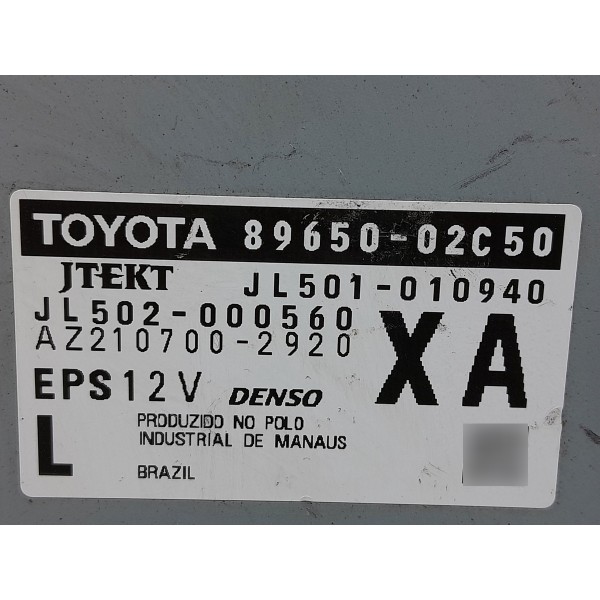 TOYOTA 89650-02C50
JTEKT JL501-010940
JL502-000560
AZ210700-2920
XA
EPS12V DENSO
L
PRODUZIDO NO POLO
INDUSTRIAL DE MANAUS
BRAZIL